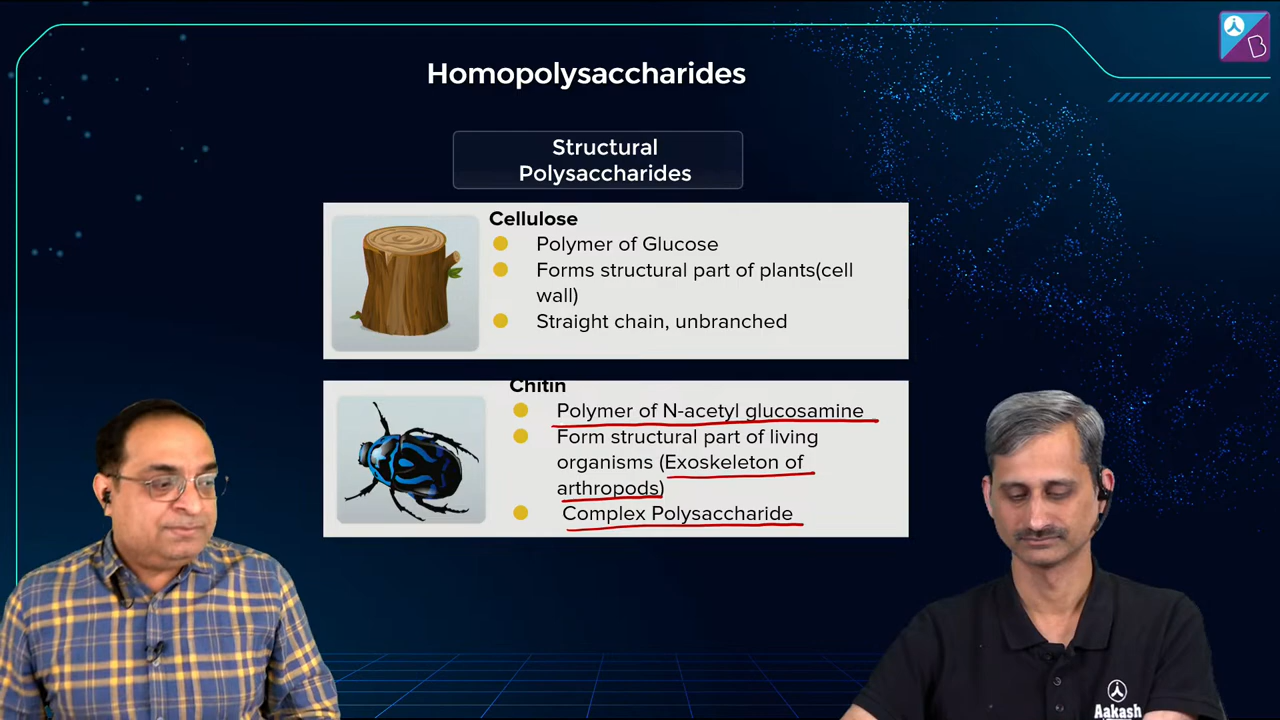 Homopolysaccharides
Structural
Polysaccharides
Cellulose
Polymer of Glucose
Forms structural part of plants(cell
wall)
Straight chain, unbranched
Chitin
Polymer of N-acetyl glucosamine
Form structural part of living
organisms (Exoskeleton of
arthropods)
Complex Polysaccharide
B
Aakash